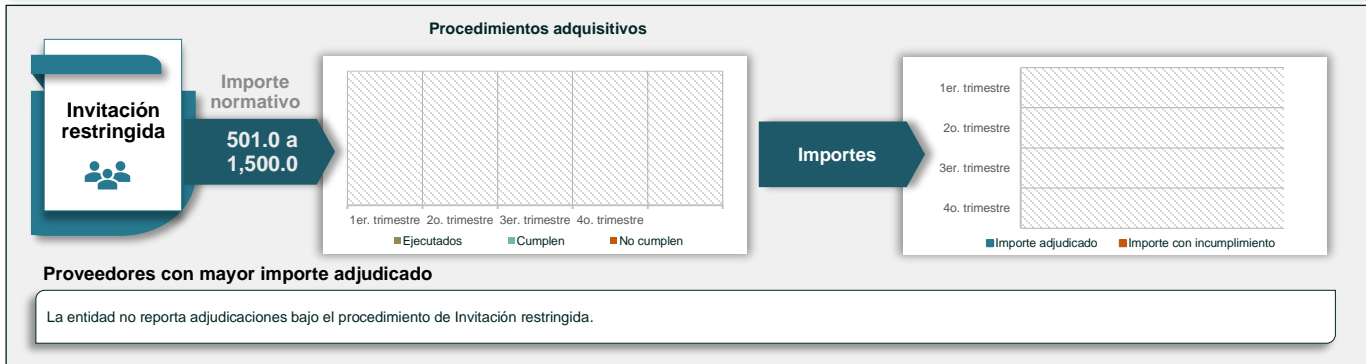 Procedimientos adquisitivos
Invitación
restringida
Importe
normativo
501.0 a
1,500.0
1er. trimestre 2o. trimestre 3er. trimestre 4o. trimestre
Ejecutados Cumplen No cumplen
Importes
1er. trimestre
2o. trimestre
3er. trimestre
4o. trimestre
Importe adjudicado Importe con incumplimiento
Proveedores con mayor importe adjudicado
La entidad no reporta adjudicaciones bajo el procedimiento de Invitación restringida.